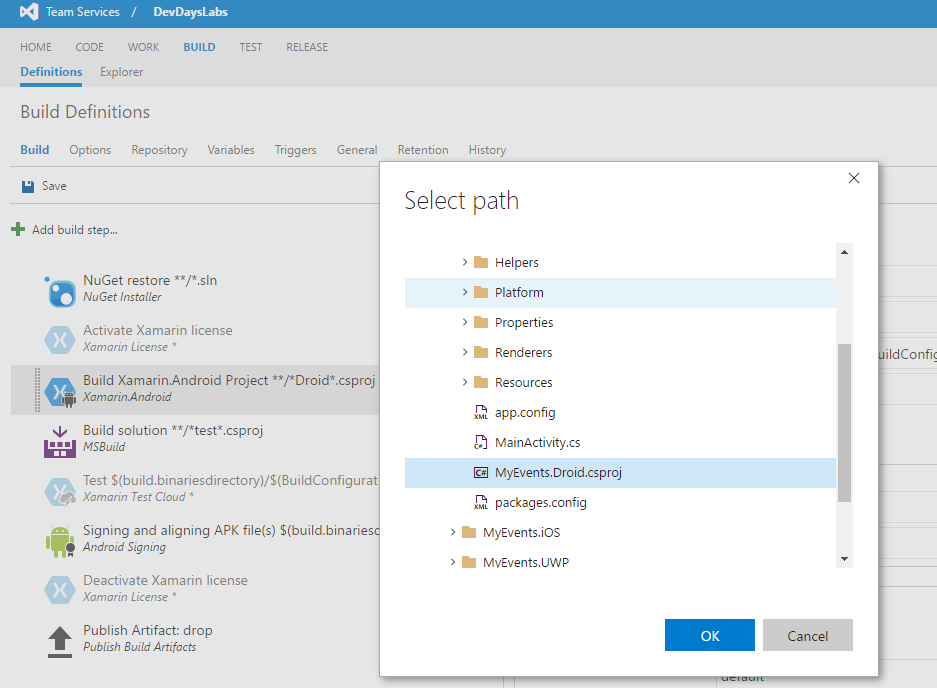 Team Services / DevDaysLabs
HOME CODE WORK BUILD TEST RELEASE
Definitions Explorer
Build Definitions
Build Options Repository Variables Triggers General Retention History
Save
Add build step...
NuGet restore **/*.sln
NuGet Installer
Activate Xamarin license
Xamarin License *
Build Xamarin.Android Project **/*Droid*.csproj
Xamarin.Android
Build solution **/*test*.csproj
MSBuild
Test $(build.binariesdirectory)/$(BuildConfigurat
Xamarin Test Cloud *
Signing and aligning APK file(s) $(build.binariesd
Android Signing
Deactivate Xamarin license
Xamarin License *
Publish Artifact: drop
Publish Build Artifacts
Select path
Helpers
Platform
Properties
Renderers
Resources
XML app.config
C# MainActivity.cs
C# MyEvents.Droid.csproj
XML packages.config
MyEvents.iOS
MyEvents.UWP
OK Cancel
uildConfig
default